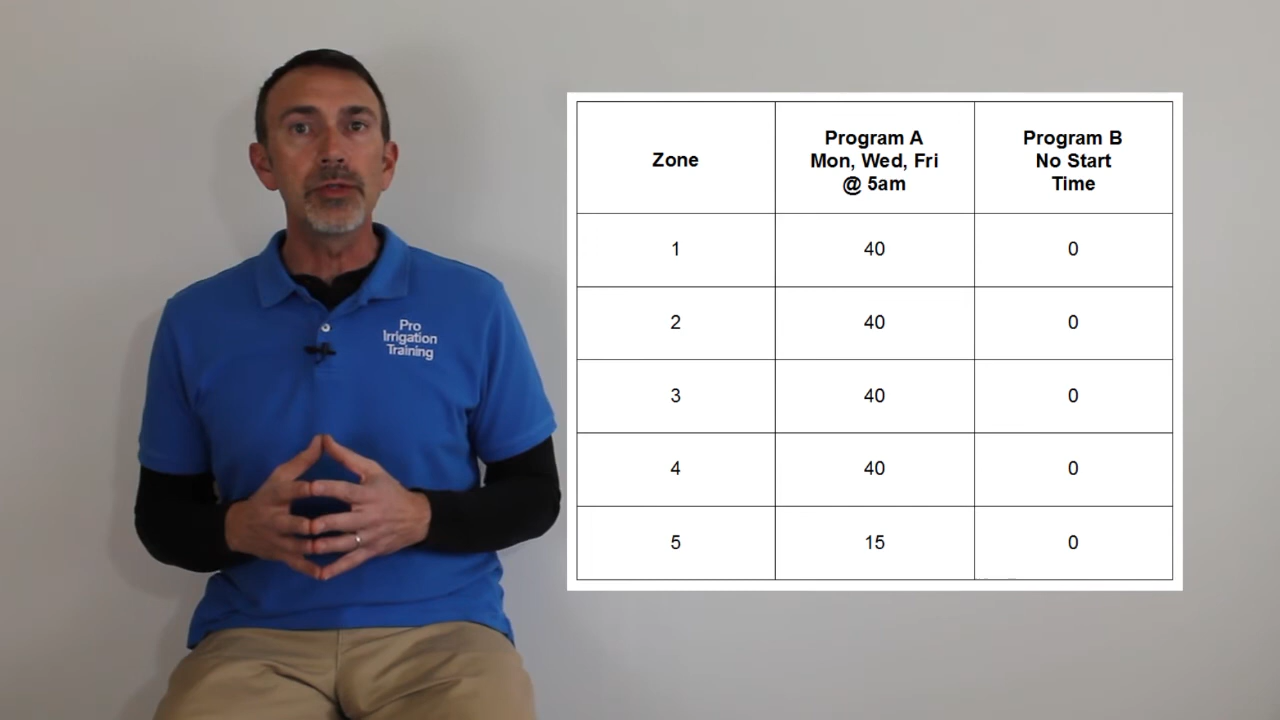 Pro
Irrigation
Training
Zone
Program A
Mon, Wed, Fri
@ 5am
Program B
No Start
Time
1 40 0
2 40 0
3 40 0
4 40 0
5 15 0